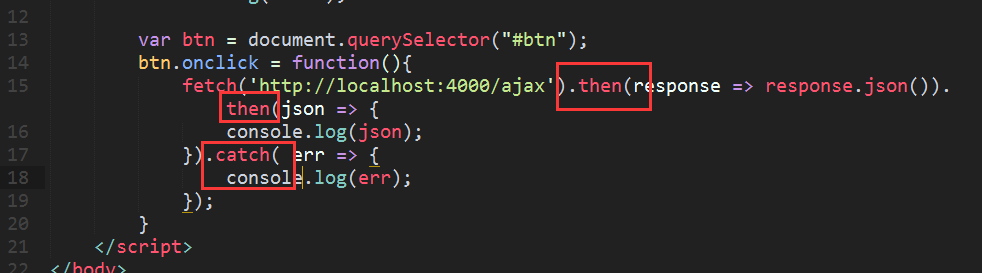 12
13 var btn = document.querySelector("#btn");
14 btn.onclick = function(){
15 fetch('http://localhost:4000/ajax').then(response => response.json()).
then(json => {
16 console.log(json);
17 }).catch( err => {
18 console.log(err);
19 });
20 }
21 </script>
22 </body>